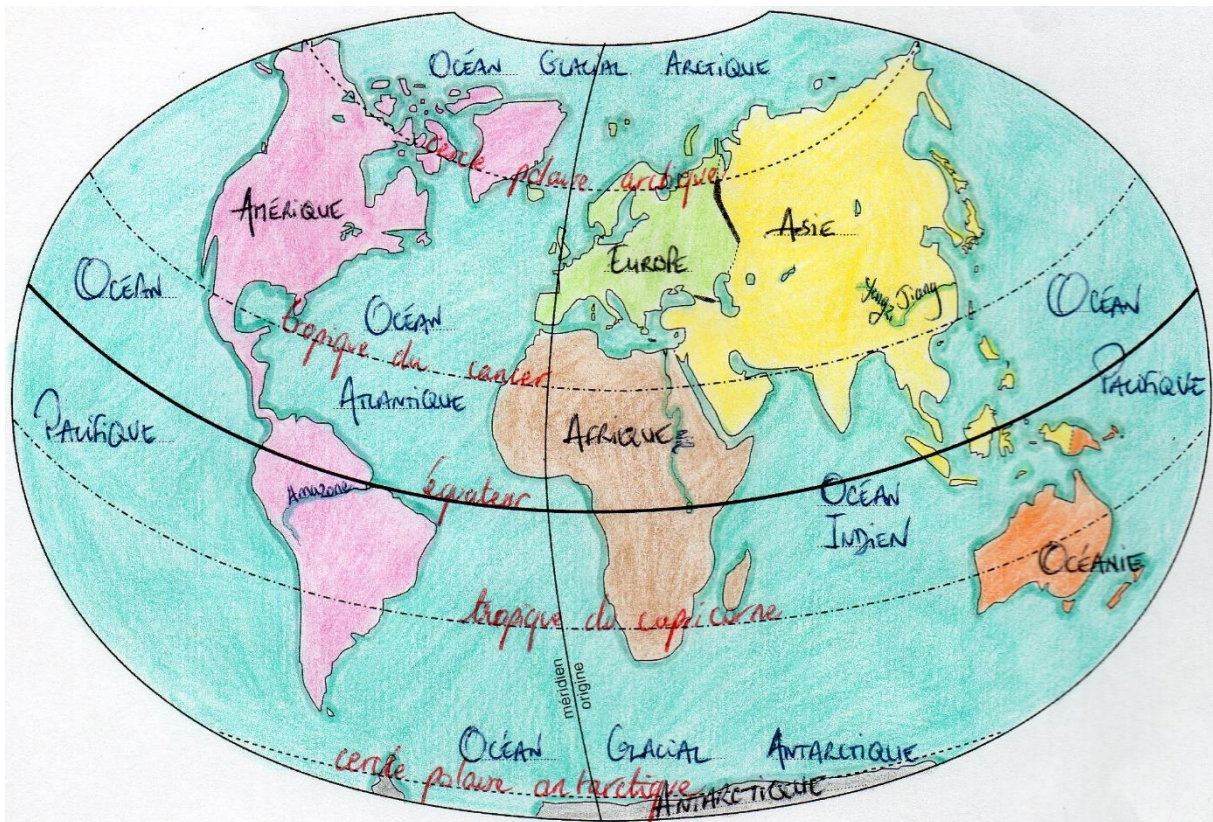 OCÉAN GLACIAL ARCTIQUE
cercle polaire arctique
AMÉRIQUE
ASIE
EUROPE
OCÉAN
Yangzi Jiang
OCÉAN
OCÉAN
tropique du cancer
ATLANTIQUE
PACIFIQUE
PACIFIQUE
AFRIQUE
Amazone
équateur
OCÉAN
INDIEN
OCÉANIE
tropique du capricorne
méridien
origine
OCÉAN GLACIAL ANTARCTIQUE
cercle polaire antarctique
ANTARCTIQUE